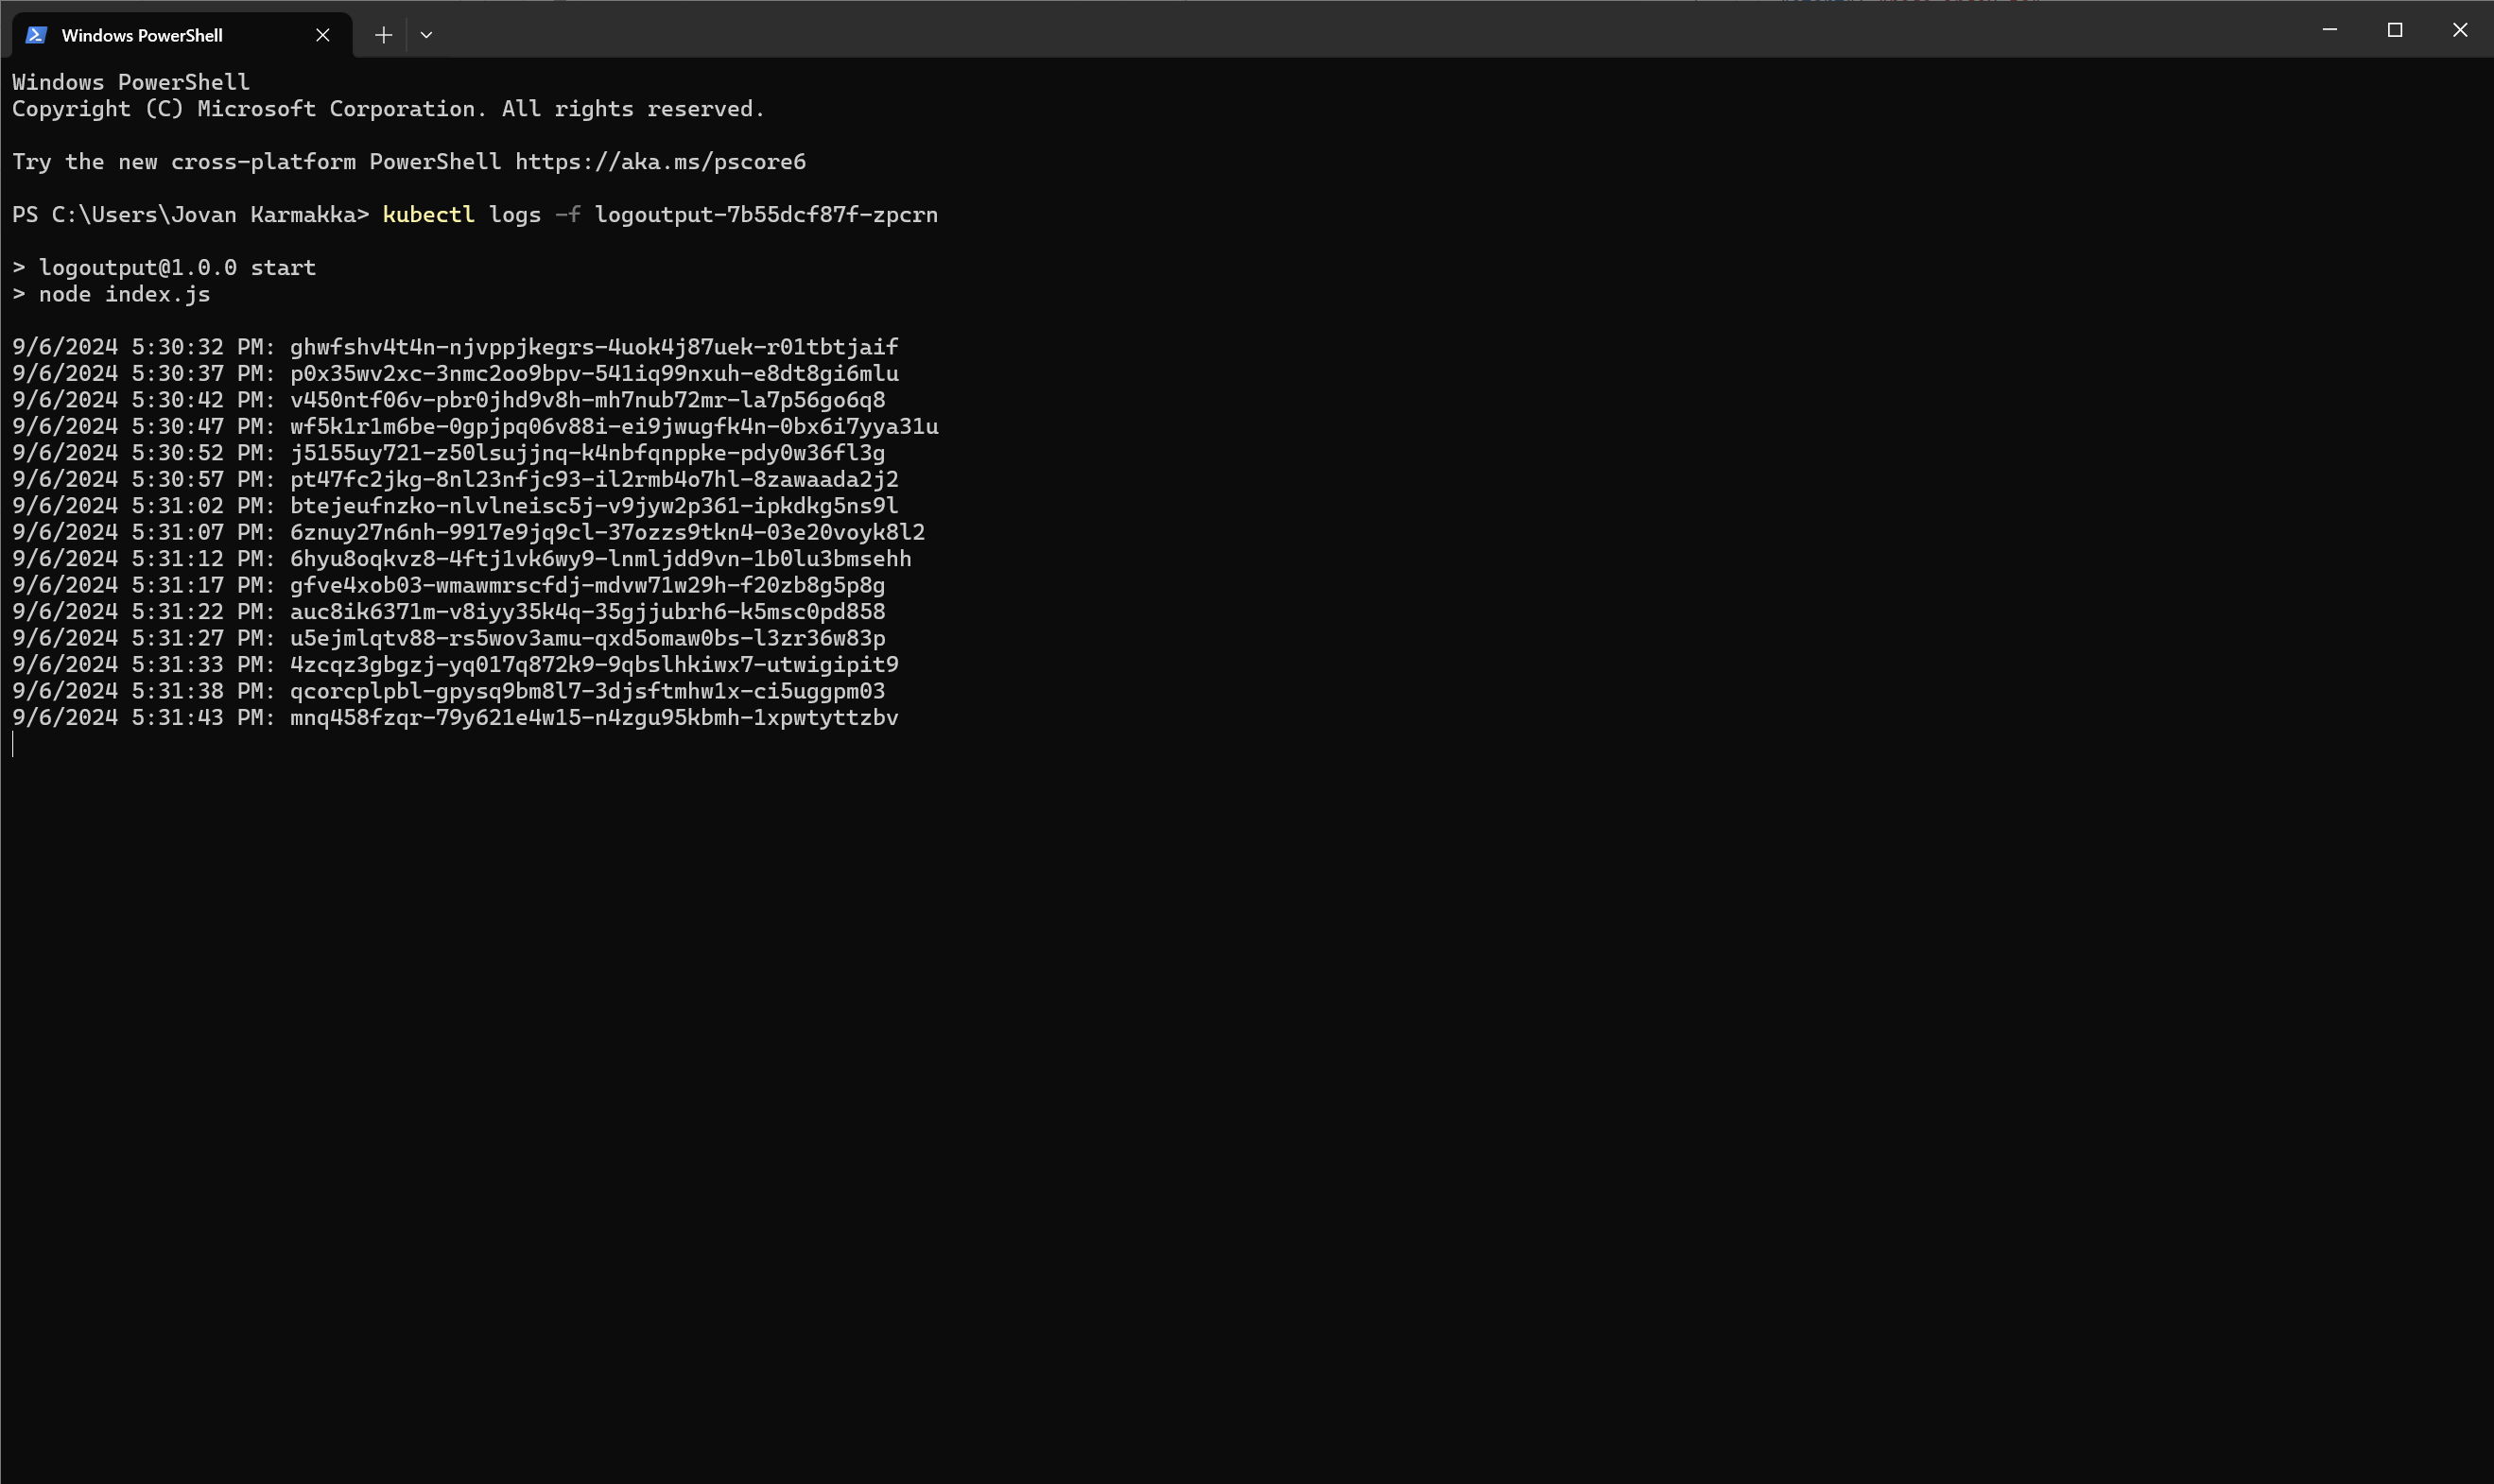 Windows PowerShell
Windows PowerShell
Copyright (C) Microsoft Corporation. All rights reserved.
Try the new cross-platform PowerShell https://aka.ms/pscore6
PS C:\Users\Jovan Karmakka> kubectl logs -f logoutput-7b55dcf87f-zpcrn
> logoutput@1.0.0 start
> node index.js
9/6/2024 5:30:32 PM: ghwfshv4t4n-njvppjkegrs-4uok4j87uek-r01tbtjaif
9/6/2024 5:30:37 PM: p0x35wv2xc-3nmc2oo9bpv-541iq99nxuh-e8dt8gi6mlu
9/6/2024 5:30:42 PM: v450ntf06v-pbr0jhd9v8h-mh7nub72mr-la7p56go6q8
9/6/2024 5:30:47 PM: wf5k1r1m6be-0gpjpq06v88i-ei9jwugfk4n-0bx6i7yya31u
9/6/2024 5:30:52 PM: j5155uy721-z50lsujjnq-k4nbfqnppke-pdy0w36fl3g
9/6/2024 5:30:57 PM: pt47fc2jkg-8nl23nfjc93-il2rmb4o7hl-8zawaada2j2
9/6/2024 5:31:02 PM: btejeufnzko-nlvlneisc5j-v9jyw2p361-ipkdkg5ns9l
9/6/2024 5:31:07 PM: 6znuy27n6nh-9917e9jq9cl-37ozzs9tkn4-03e20voyk8l2
9/6/2024 5:31:12 PM: 6hyu8oqkvz8-4ftj1vk6wy9-lnmljdd9vn-1b0lu3bmsehh
9/6/2024 5:31:17 PM: gfve4xob03-wmawmrscfdj-mdvw71w29h-f20zb8g5p8g
9/6/2024 5:31:22 PM: auc8ik6371m-v8iyy35k4q-35gjjubrh6-k5msc0pd858
9/6/2024 5:31:27 PM: u5ejmlqtv88-rs5wov3amu-qxd5omaw0bs-l3zr36w83p
9/6/2024 5:31:33 PM: 4zcqz3gbgzj-yq017q872k9-9qbslhkiwx7-utwigipit9
9/6/2024 5:31:38 PM: qcorcplpbl-gpysq9bm8l7-3djsftmhw1x-ci5uggpm03
9/6/2024 5:31:43 PM: mnq458fzqr-79y621e4w15-n4zgu95kbmh-1xpwtyttzbv